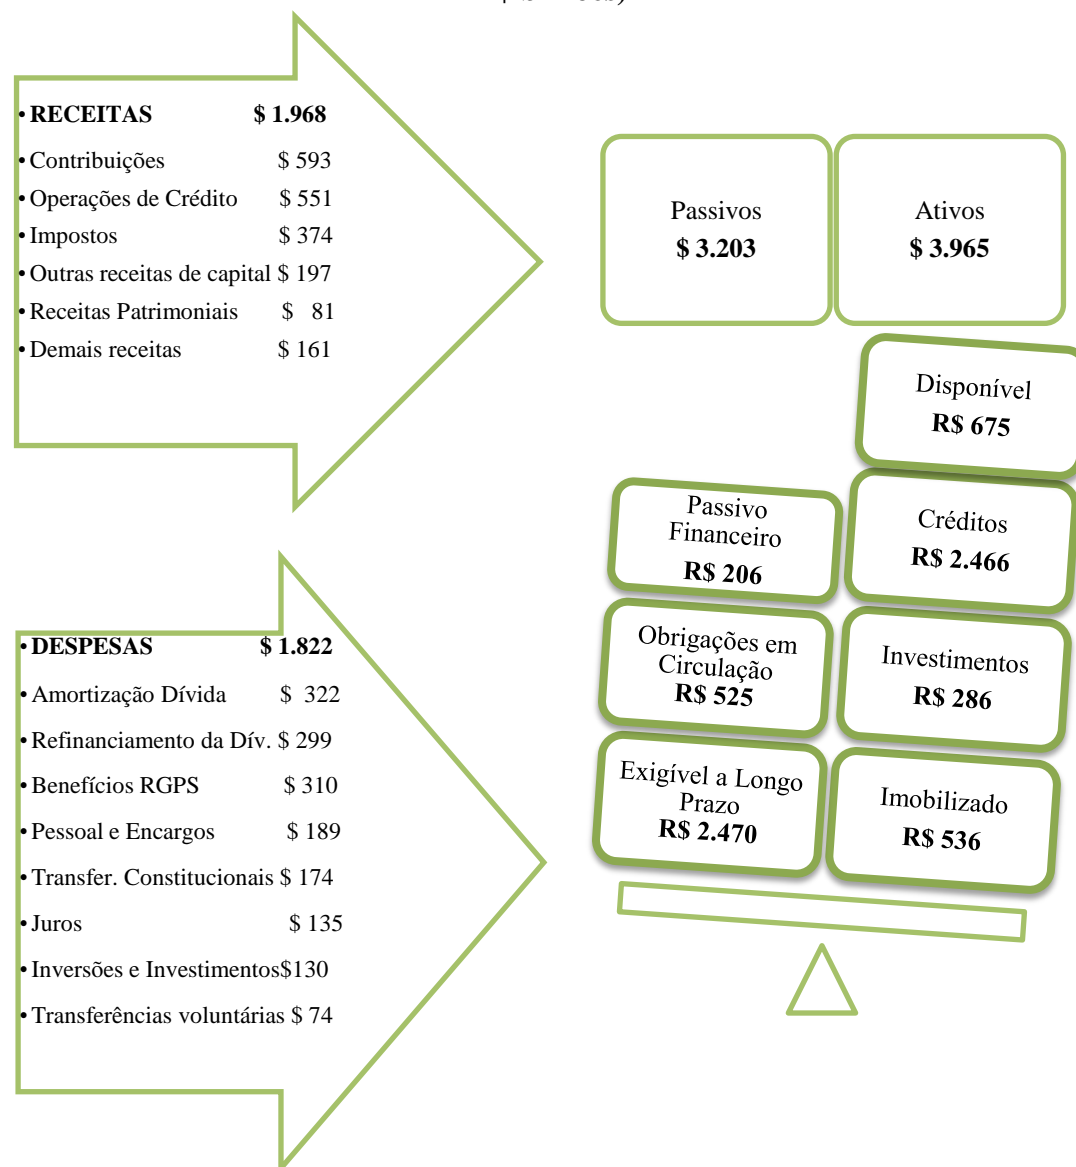 • RECEITAS $ 1.968
• Contribuições $ 593
• Operações de Crédito $ 551
• Impostos $ 374
• Outras receitas de capital $ 197
• Receitas Patrimoniais $ 81
• Demais receitas $ 161
• DESPESAS $ 1.822
• Amortização Dívida $ 322
• Refinanciamento da Dív. $ 299
• Benefícios RGPS $ 310
• Pessoal e Encargos $ 189
• Transfer. Constitucionais $ 174
• Juros $ 135
• Inversões e Investimentos$130
• Transferências voluntárias $ 74
Passivos
$ 3.203
Ativos
$ 3.965
Disponível
R$ 675
Passivo
Financeiro
R$ 206
Créditos
R$ 2.466
Obrigações em
Circulação
R$ 525
Investimentos
R$ 286
Exigível a Longo
Prazo
R$ 2.470
Imobilizado
R$ 536